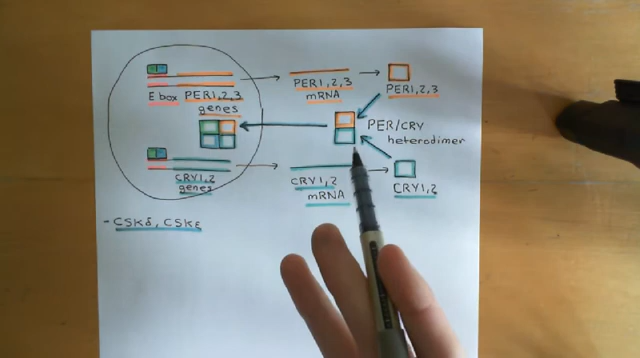 E box
PER1,2,3
genes
PER1,2,3
mRNA
PER1,2,3
PER/CRY
heterodimer
CRY1,2
genes
CRY1,2
mRNA
CRY1,2
- CSKδ, CSKε